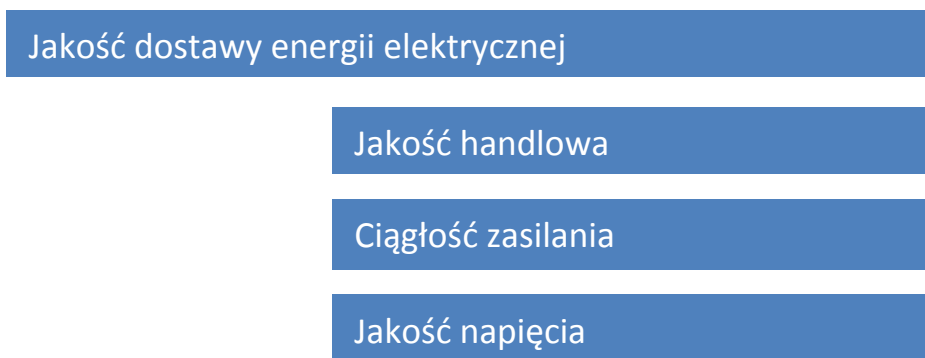 Jakość dostawy energii elektrycznej
Jakość handlowa
Ciągłość zasilania
Jakość napięcia